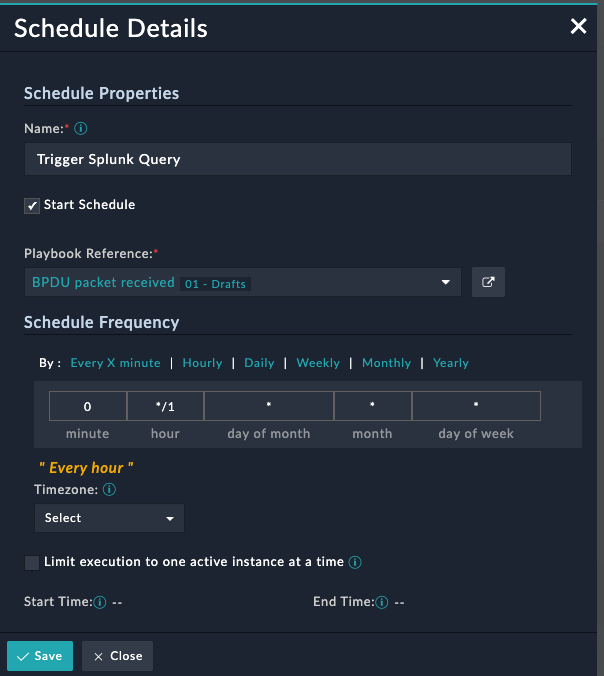 Schedule Details
Schedule Properties
Name:*
Trigger Splunk Query
Start Schedule
Playbook Reference:*
BPDU packet received 01 - Drafts
Schedule Frequency
By : Every X minute | Hourly | Daily | Weekly | Monthly | Yearly
0 */1 * * *
minute hour day of month month day of week
" Every hour "
Timezone:
Select
Limit execution to one active instance at a time
Start Time: -- End Time: --
Save Close